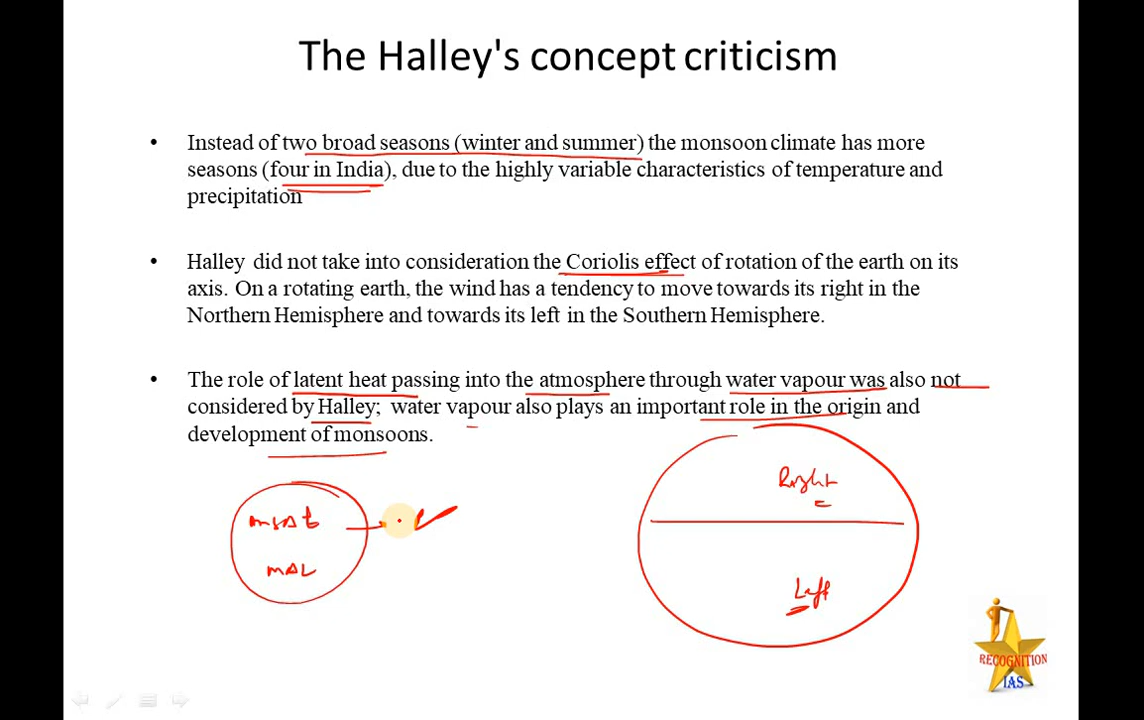 The Halley's concept criticism
• Instead of two broad seasons (winter and summer) the monsoon climate has more
seasons (four in India), due to the highly variable characteristics of temperature and
precipitation
• Halley did not take into consideration the Coriolis effect of rotation of the earth on its
axis. On a rotating earth, the wind has a tendency to move towards its right in the
Northern Hemisphere and towards its left in the Southern Hemisphere.
• The role of latent heat passing into the atmosphere through water vapour was also not
considered by Halley; water vapour also plays an important role in the origin and
development of monsoons.
Right
msΔt
mΔL
Left
RECOGNITION
IAS